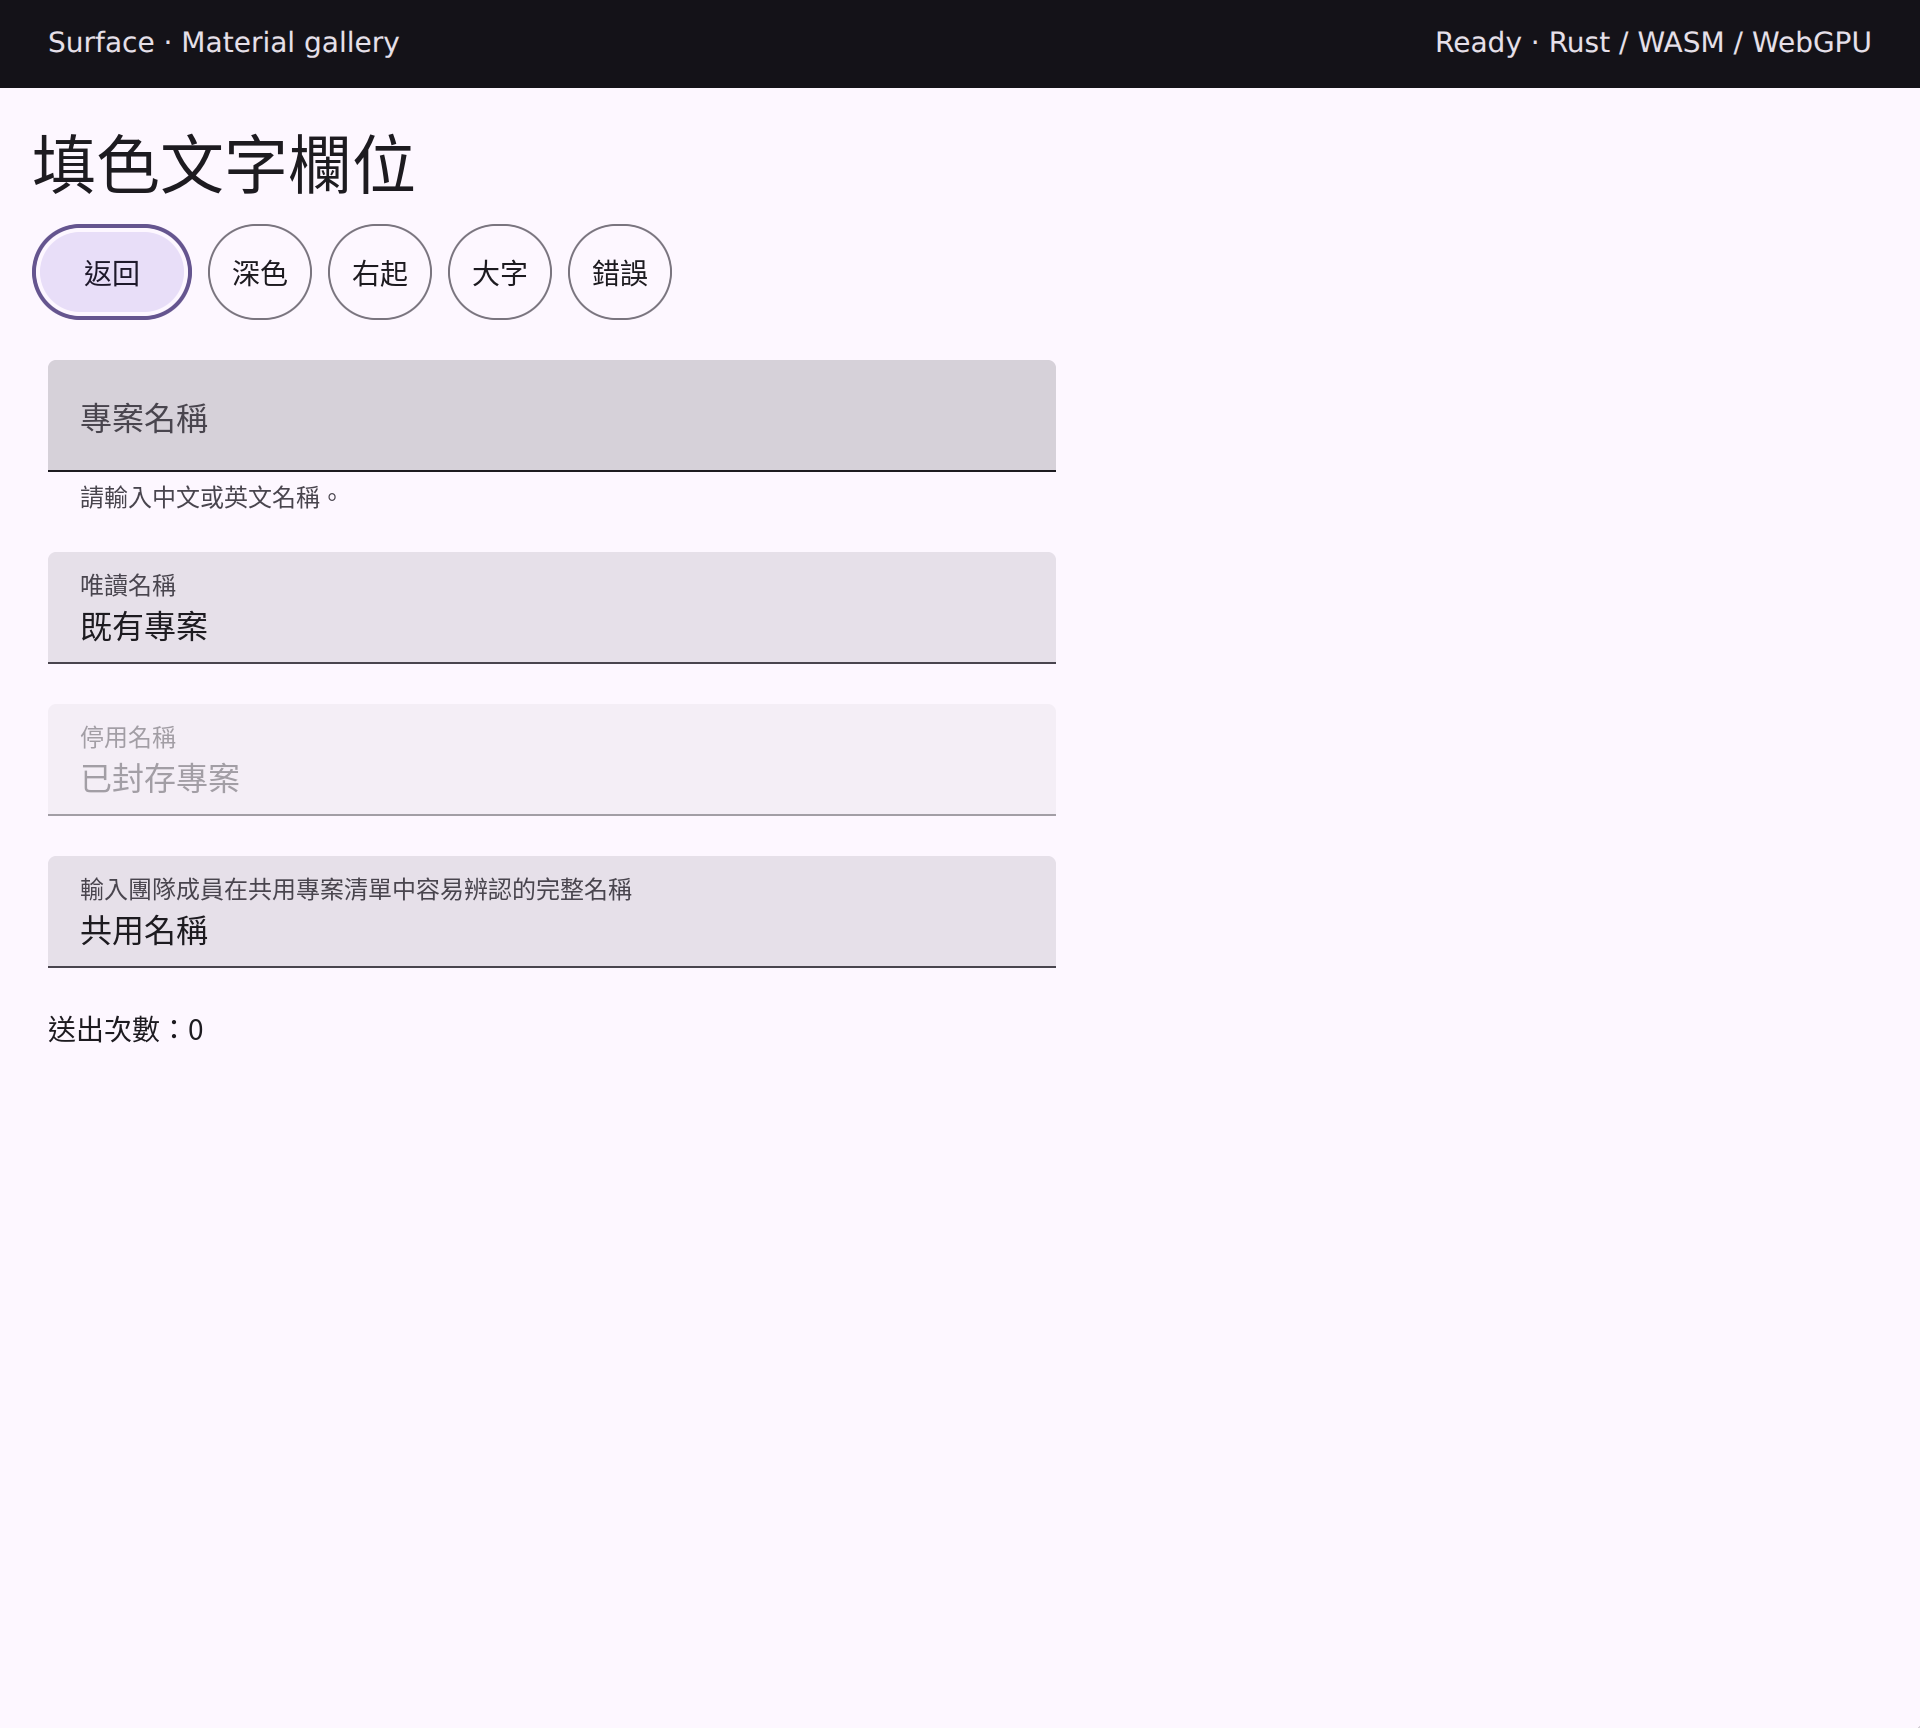 Surface · Material gallery
Ready · Rust / WASM / WebGPU
填色文字欄位
返回 深色 右起 大字 錯誤
專案名稱
請輸入中文或英文名稱。
唯讀名稱
既有專案
停用名稱
已封存專案
輸入團隊成員在共用專案清單中容易辨認的完整名稱
共用名稱
送出次數：0